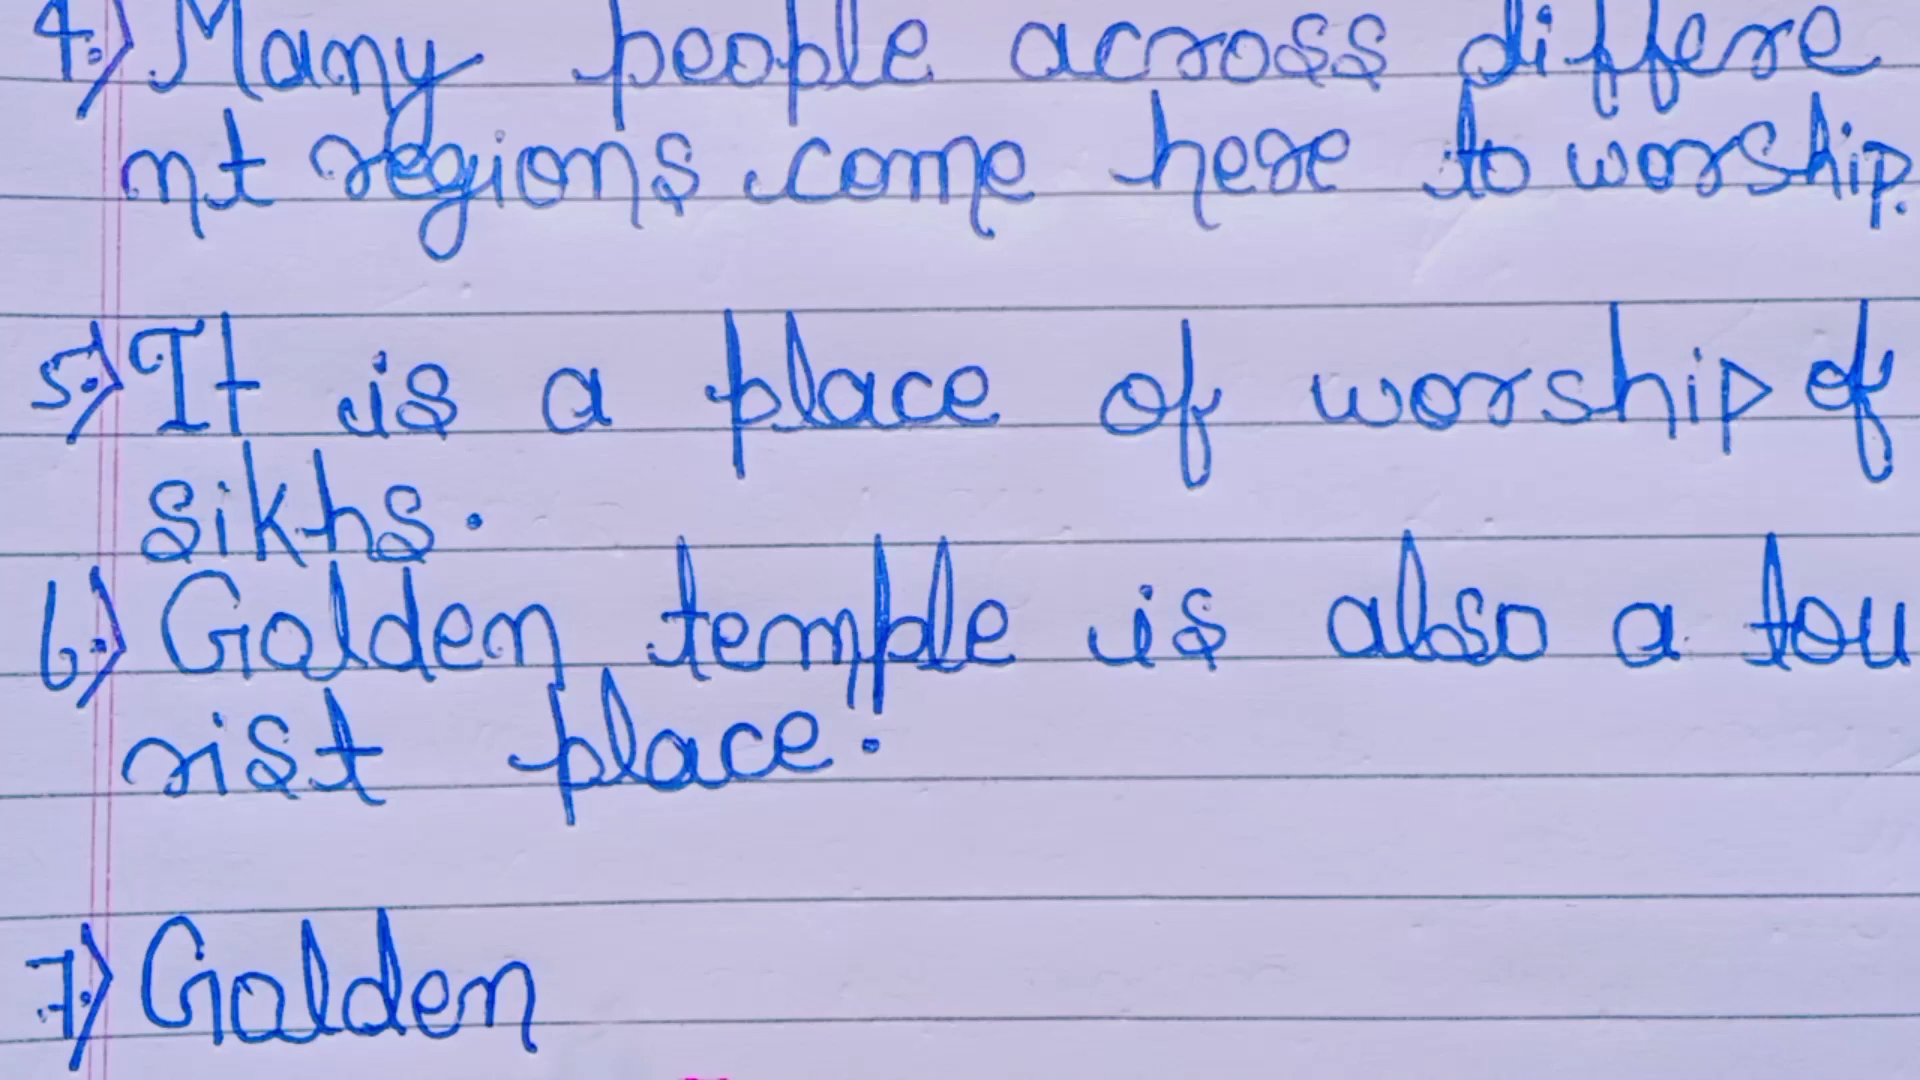 4.) Many people across differe
nt regions come here to worship.
5.) It is a place of worship of
sikhs.
6.) Golden temple is also a tou
rist place.
7.) Golden